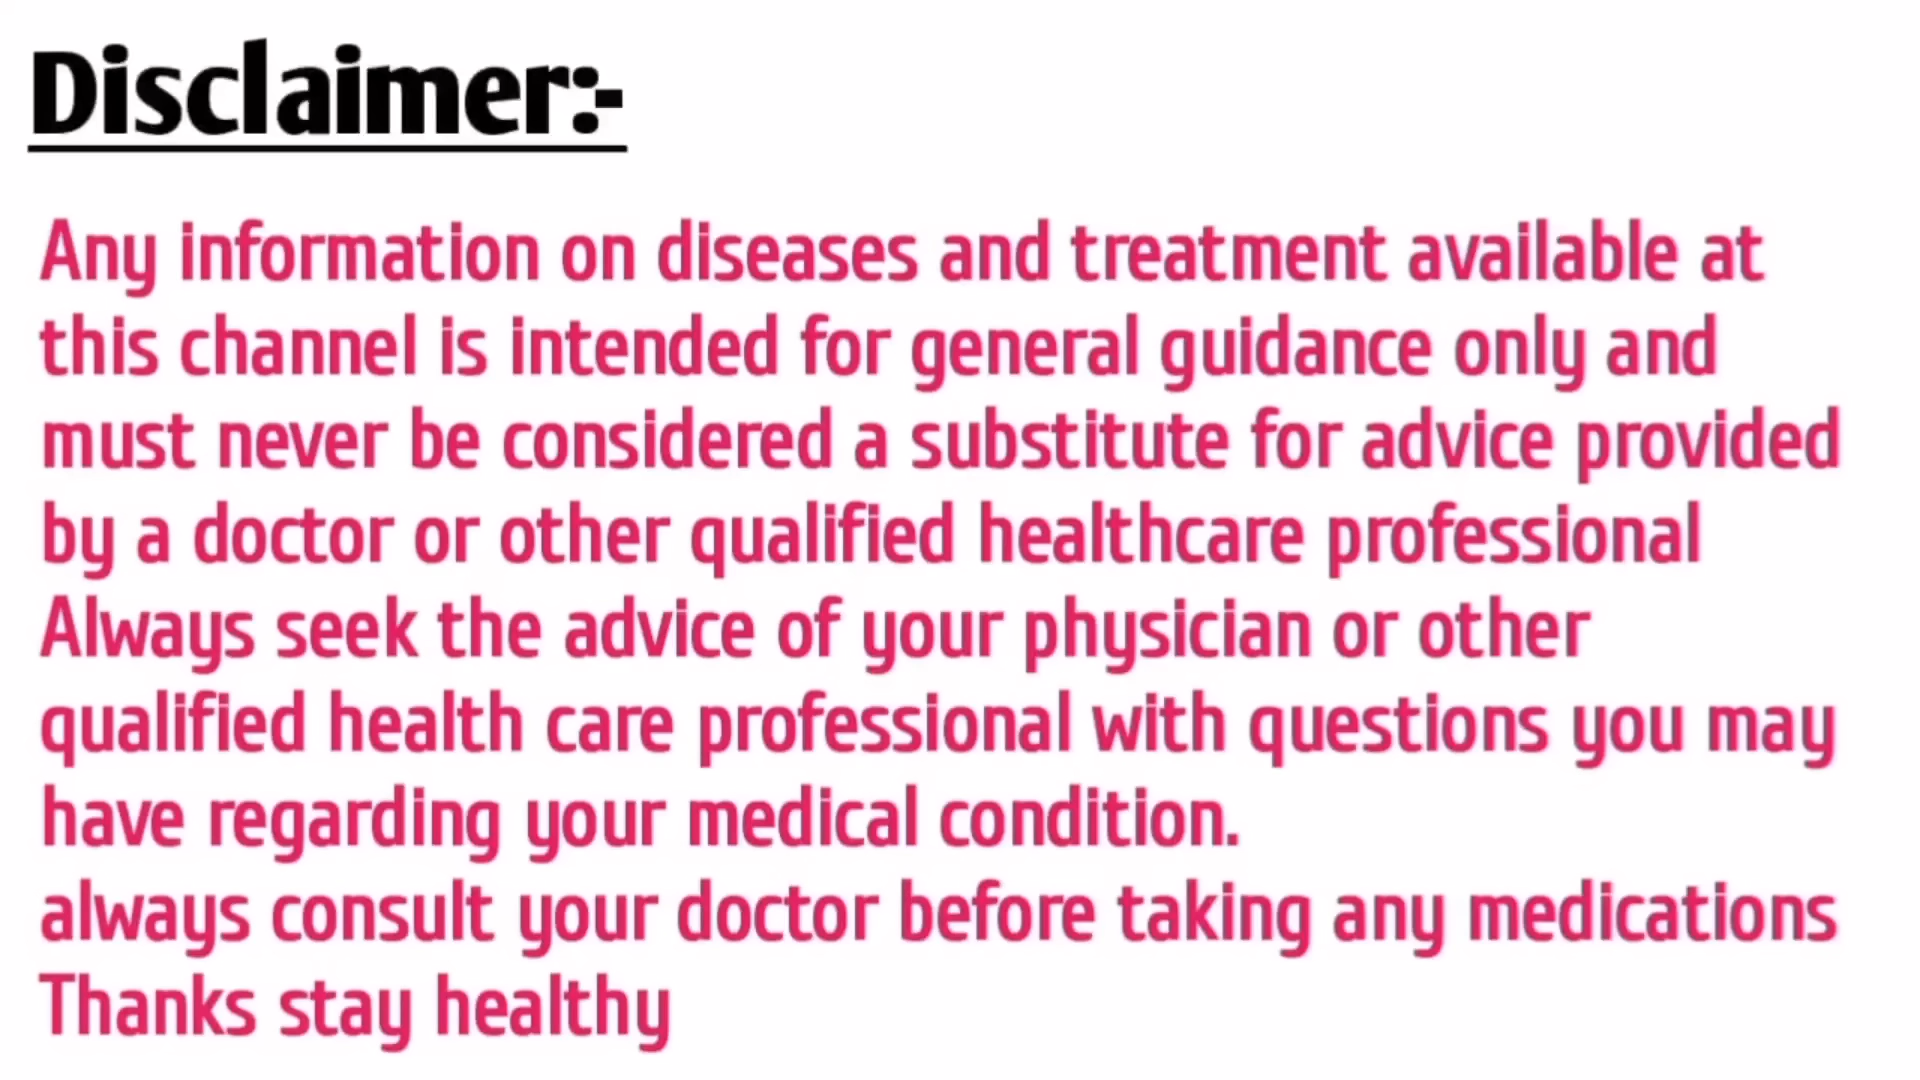 Disclaimer:-
Any information on diseases and treatment available at
this channel is intended for general guidance only and
must never be considered a substitute for advice provided
by a doctor or other qualified healthcare professional
Always seek the advice of your physician or other
qualified health care professional with questions you may
have regarding your medical condition.
always consult your doctor before taking any medications
Thanks stay healthy